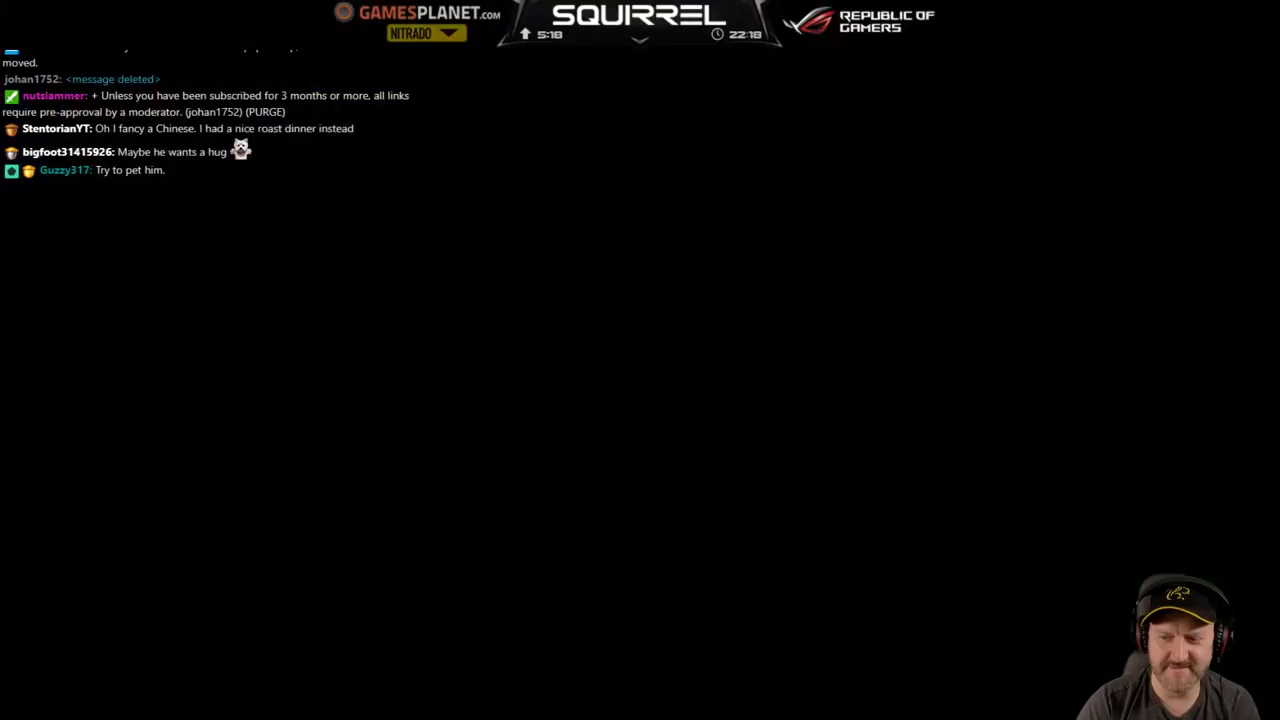 GAMESPLANET.COM
NITRADO
SQUIRREL
5:18
22:18
REPUBLIC OF
GAMERS
moved.
johan1752: <message deleted>
nutslammer: + Unless you have been subscribed for 3 months or more, all links
require pre-approval by a moderator. (johan1752) (PURGE)
StentorianYT: Oh I fancy a Chinese. I had a nice roast dinner instead
bigfoot31415926: Maybe he wants a hug
Guzzy317: Try to pet him.